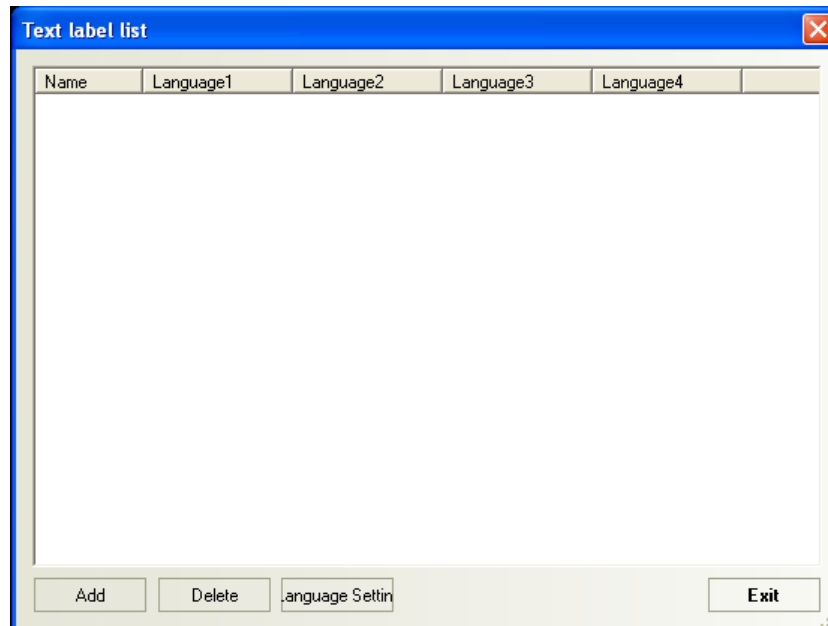 Text label list
Name Language1 Language2 Language3 Language4
Add Delete anguage Settin Exit